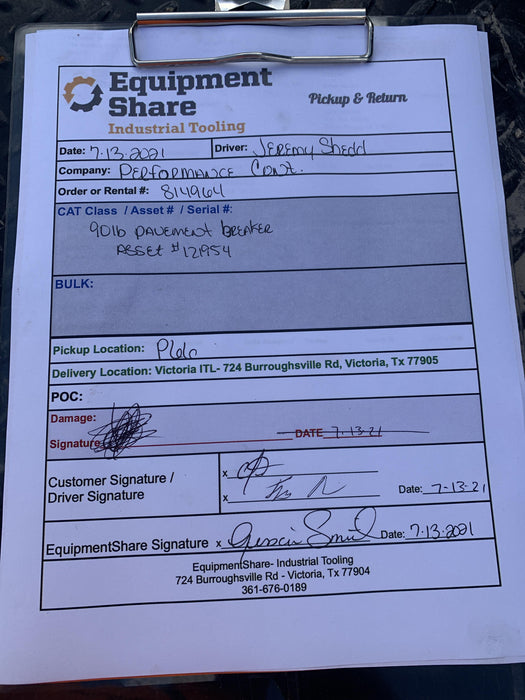 Equipment
Share
Industrial Tooling
Pickup & Return
Date: 7.13.2021 Driver: Jeremy Shedd
Company: Performance Cont.
Order or Rental #: 814964
CAT Class / Asset # / Serial #:
90lb pavement breaker
Asset # 121954
BULK:
Pickup Location:
Delivery Location: Victoria ITL- 724 Burroughsville Rd, Victoria, Tx 77905
POC:
Damage:
Signature DATE 7-13-21
Customer Signature / x
Driver Signature x Date: 7-13-21
EquipmentShare Signature x Date: 7.13.2021
EquipmentShare- Industrial Tooling
724 Burroughsville Rd - Victoria, Tx 77904
361-676-0189